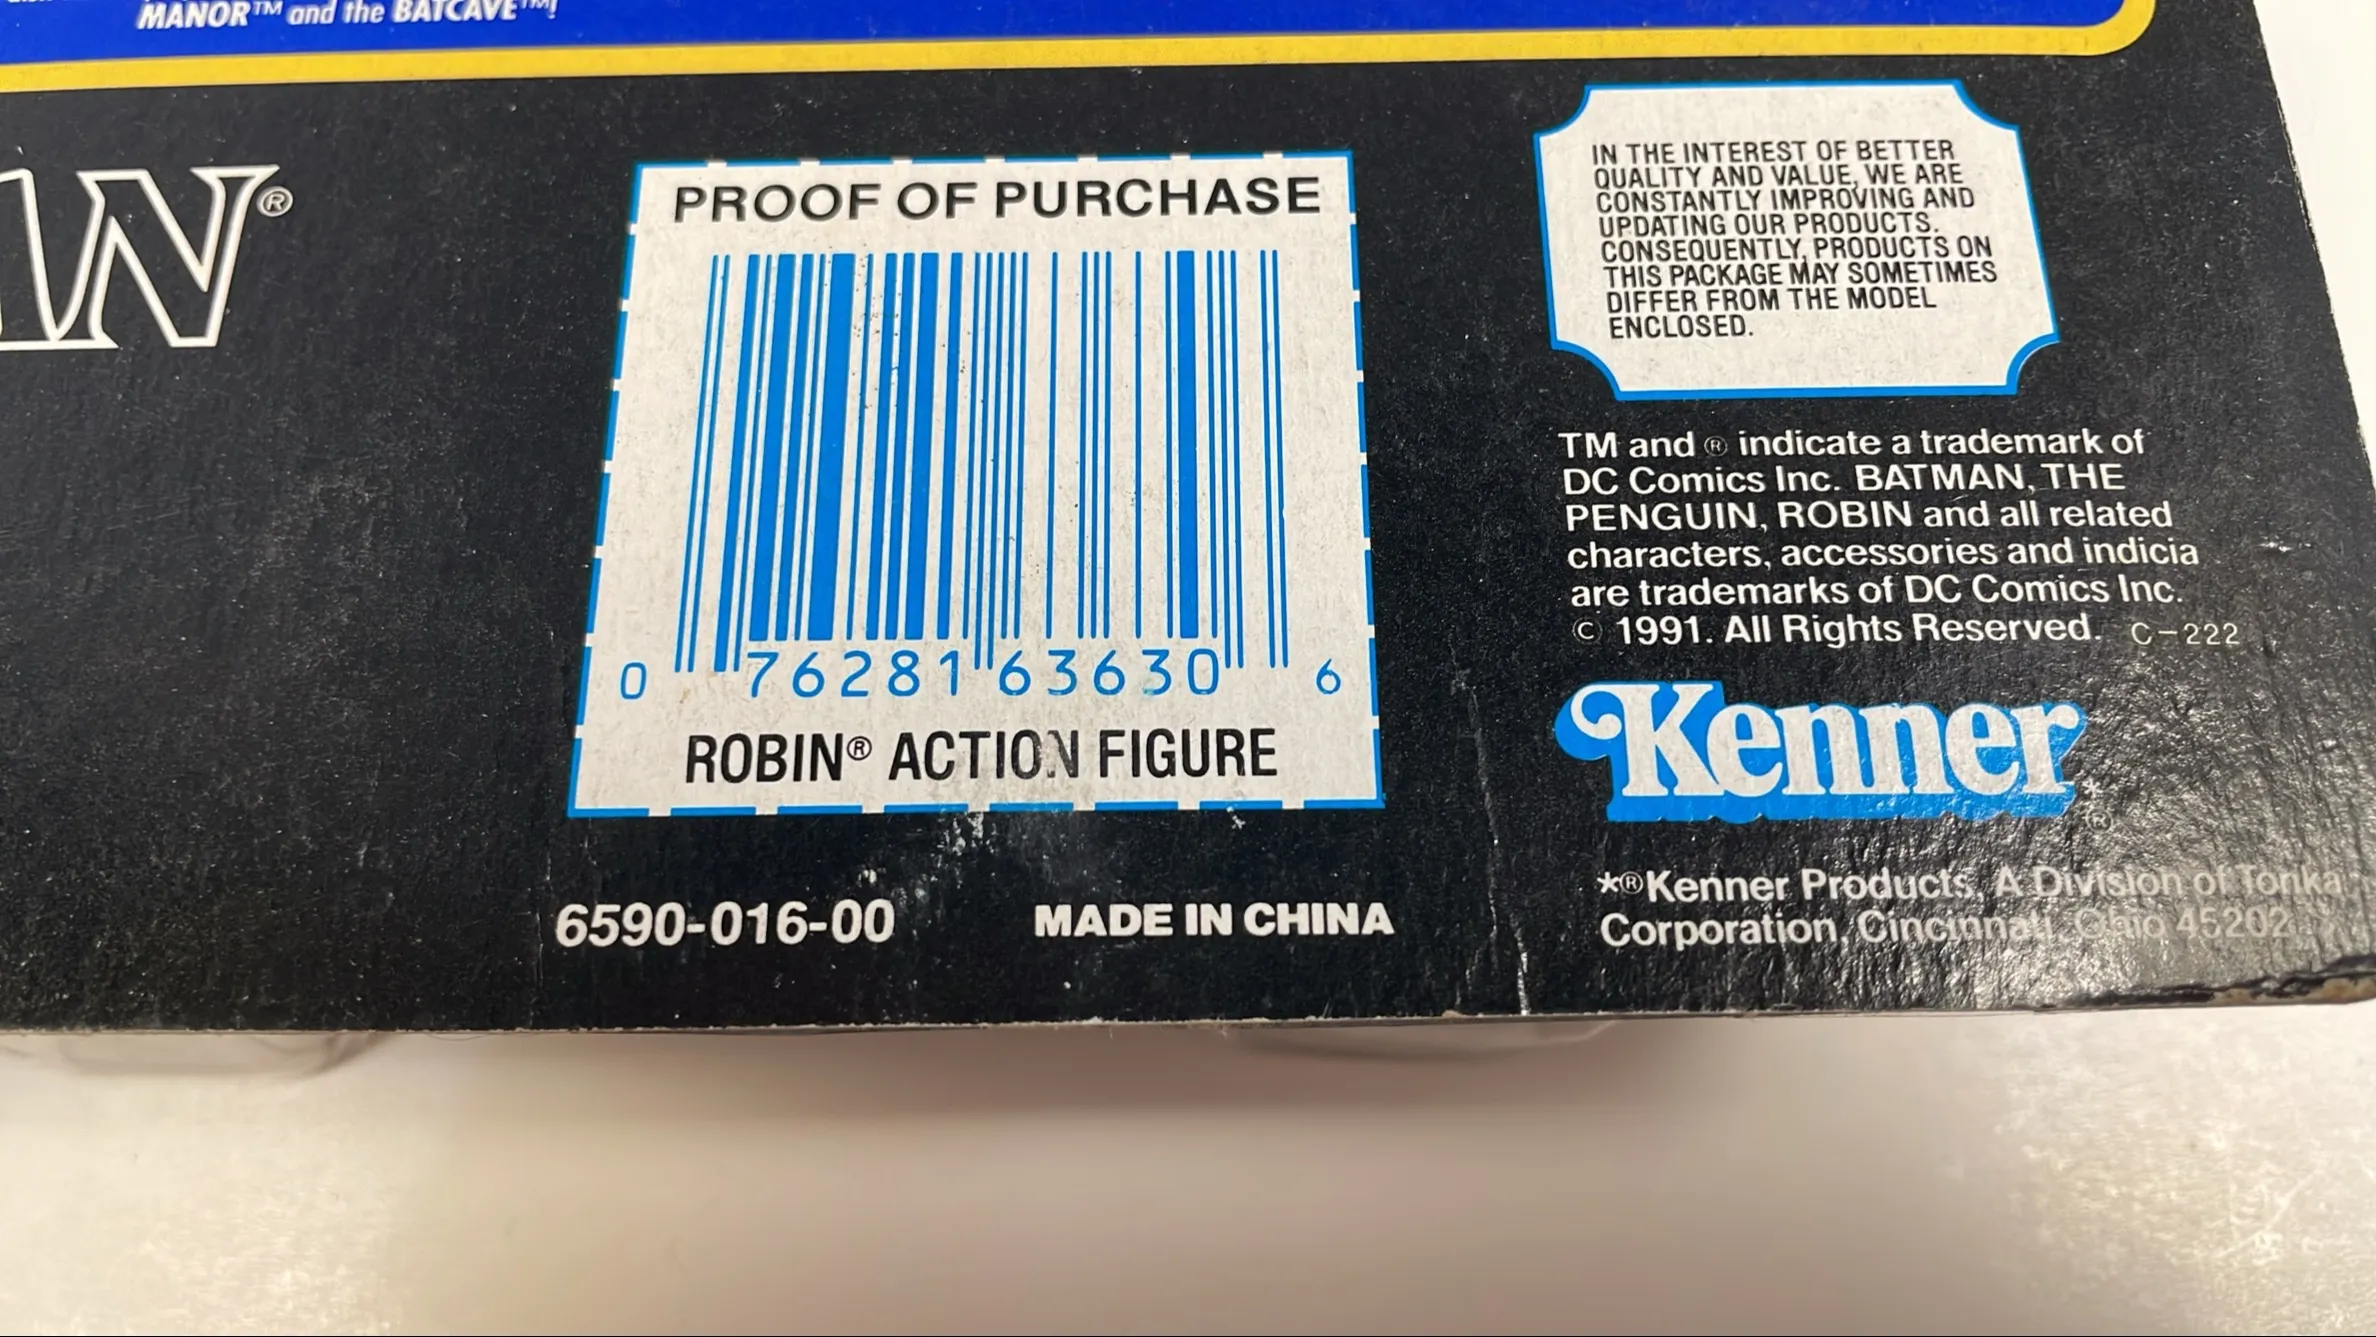 MANOR™ and the BATCAVE™!
N®
PROOF OF PURCHASE
0 76281 63630 6
ROBIN® ACTION FIGURE
6590-016-00 MADE IN CHINA
IN THE INTEREST OF BETTER
QUALITY AND VALUE, WE ARE
CONSTANTLY IMPROVING AND
UPDATING OUR PRODUCTS.
CONSEQUENTLY, PRODUCTS ON
THIS PACKAGE MAY SOMETIMES
DIFFER FROM THE MODEL
ENCLOSED.
TM and ® indicate a trademark of
DC Comics Inc. BATMAN, THE
PENGUIN, ROBIN and all related
characters, accessories and indicia
are trademarks of DC Comics Inc.
© 1991. All Rights Reserved. C-222
Kenner*®
*®Kenner Products, A Division of Tonka
Corporation, Cincinnati, Ohio 45202.